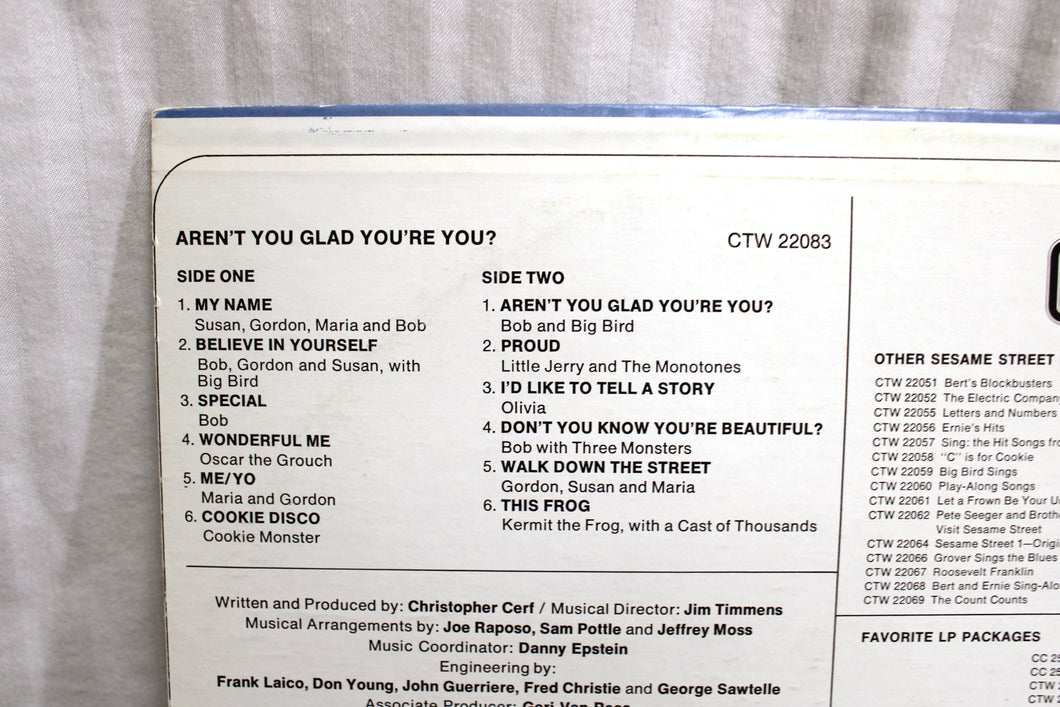 AREN'T YOU GLAD YOU'RE YOU?
CTW 22083
SIDE ONE
1. MY NAME
Susan, Gordon, Maria and Bob
2. BELIEVE IN YOURSELF
Bob, Gordon and Susan, with
Big Bird
3. SPECIAL
Bob
4. WONDERFUL ME
Oscar the Grouch
5. ME/YO
Maria and Gordon
6. COOKIE DISCO
Cookie Monster
SIDE TWO
1. AREN'T YOU GLAD YOU'RE YOU?
Bob and Big Bird
2. PROUD
Little Jerry and The Monotones
3. I'D LIKE TO TELL A STORY
Olivia
4. DON'T YOU KNOW YOU'RE BEAUTIFUL?
Bob with Three Monsters
5. WALK DOWN THE STREET
Gordon, Susan and Maria
6. THIS FROG
Kermit the Frog, with a Cast of Thousands
Written and Produced by: Christopher Cerf / Musical Director: Jim Timmens
Musical Arrangements by: Joe Raposo, Sam Pottle and Jeffrey Moss
Music Coordinator: Danny Epstein
Engineering by:
Frank Laico, Don Young, John Guerriere, Fred Christie and George Sawtelle
Associate Producer:
OTHER SESAME STREET
CTW 22051 Bert's Blockbusters
CTW 22052 The Electric
CTW 22055 Letters and Numbers
CTW 22056 Ernie's Hits
CTW 22057 Sing: the Hit Songs
CTW 22058 "C" is for Cookie
CTW 22059 Big Bird Sings
CTW 22060 Play-Along Songs
CTW 22061 Let a Frown Be Your
CTW 22062 Pete Seeger and
Visit Sesame Street
CTW 22064 Sesame Street 1—
CTW 22066 Grover Sings the Blues
CTW 22067 Roosevelt Franklin
CTW 22068 Bert and Ernie
CTW 22069 The Count Counts
FAVORITE LP PACKAGES
CC
CC
CTW
CTW